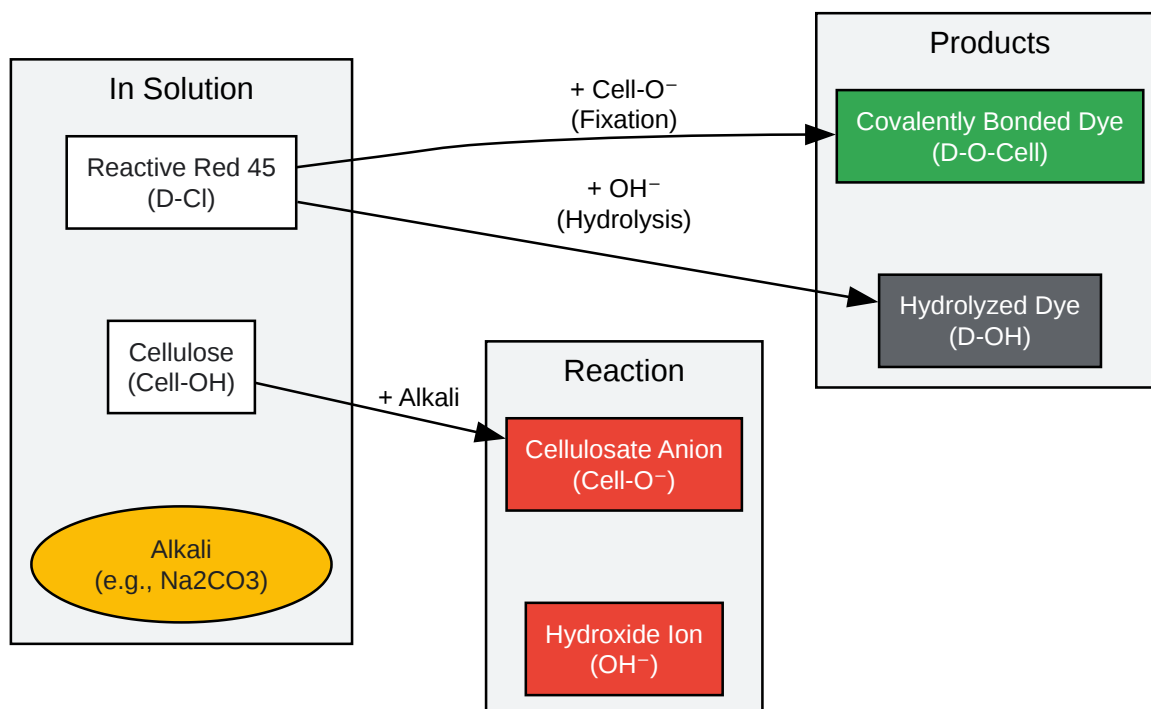 In Solution
Reactive Red 45
(D-Cl)
Cellulose
(Cell-OH)
Alkali
(e.g., Na2CO3)
+ Cell-O⁻
(Fixation)
+ OH⁻
(Hydrolysis)
+ Alkali
Reaction
Cellulosate Anion
(Cell-O⁻)
Hydroxide Ion
(OH⁻)
Products
Covalently Bonded Dye
(D-O-Cell)
Hydrolyzed Dye
(D-OH)